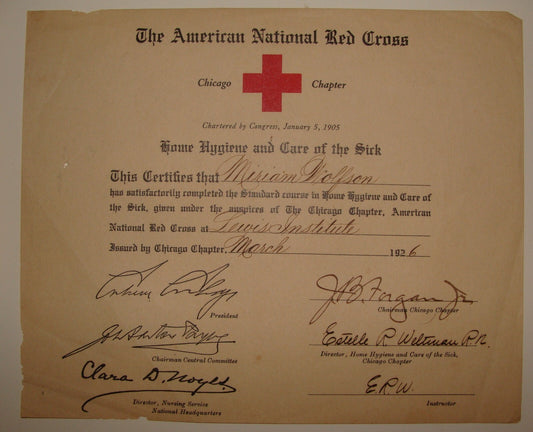 The American National Red Cross
Chicago Chapter
Chartered by Congress, January 5, 1905
Home Hygiene and Care of the Sick
This Certifies that Miriam Wolfson
has satisfactorily completed the Standard course in Home Hygiene and Care of
the Sick, given under the auspices of The Chicago Chapter, American
National Red Cross at Lewis Institute
Issued by Chicago Chapter, March 1926
J. B. Forgan Jr
President
Chairman Chicago Chapter
Estelle R Weltman R.N.
Chairman Central Committee
Director, Home Hygiene and Care of the Sick,
Chicago Chapter
Clara D. Noyes.
E.R.W.
Director, Nursing Service
National Headquarters
Instructor